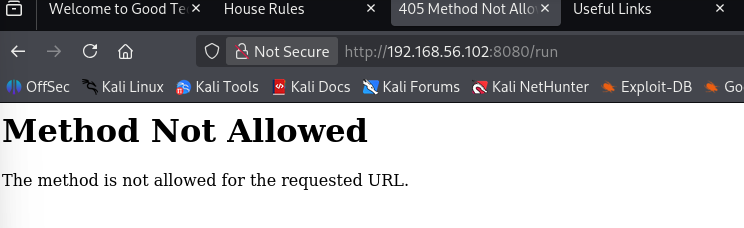 Welcome to Good Te
House Rules
405 Method Not Allo
Useful Links
Not Secure http://192.168.56.102:8080/run
OffSec Kali Linux Kali Tools Kali Docs Kali Forums Kali NetHunter Exploit-DB Go
Method Not Allowed
The method is not allowed for the requested URL.